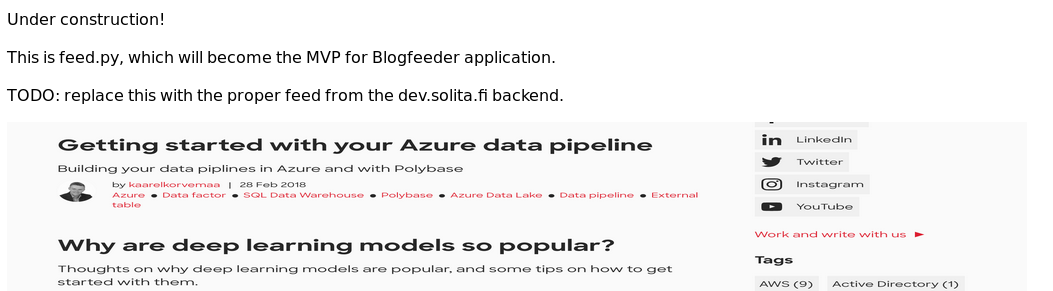 Under construction!
This is feed.py, which will become the MVP for Blogfeeder application.
TODO: replace this with the proper feed from the dev.solita.fi backend.
Getting started with your Azure data pipeline
Building your data piplines in Azure and with Polybase
by kaarelkorvemaa | 28 Feb 2018
Azure ● Data factor ● SQL Data Warehouse ● Polybase ● Azure Data Lake ● Data pipeline ● External
table
Why are deep learning models so popular?
Thoughts on why deep learning models are popular, and some tips on how to get
started with them.
LinkedIn
Twitter
Instagram
YouTube
Work and write with us ►
Tags
AWS (9) Active Directory (1)